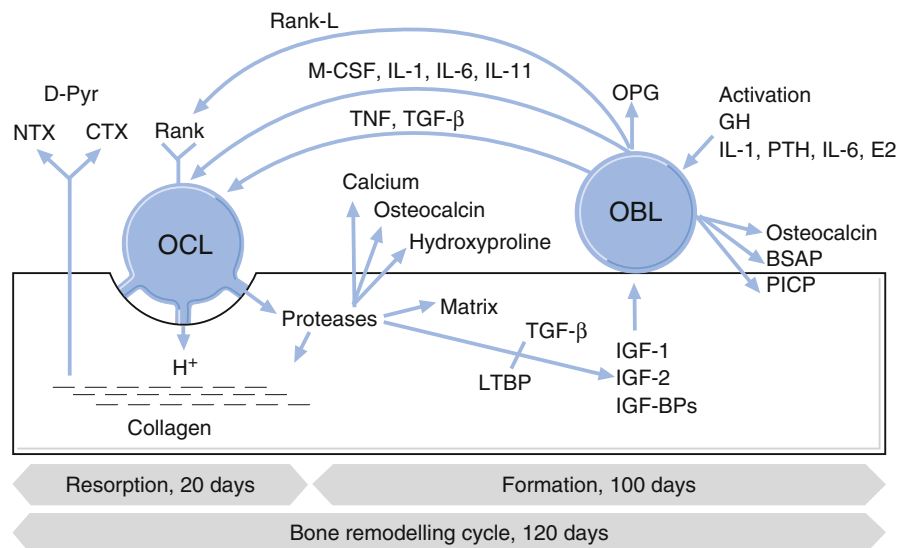 Rank-L
M-CSF, IL-1, IL-6, IL-11
D-Pyr
OPG
Activation
GH
IL-1, PTH, IL-6, E2
NTX
CTX
Rank
TNF, TGF-β
Calcium
Osteocalcin
Hydroxyproline
OCL
OBL
Osteocalcin
BSAP
PICP
Proteases
Matrix
TGF-β
LTBP
IGF-1
IGF-2
IGF-BPs
H⁺
Collagen
Resorption, 20 days
Formation, 100 days
Bone remodelling cycle, 120 days